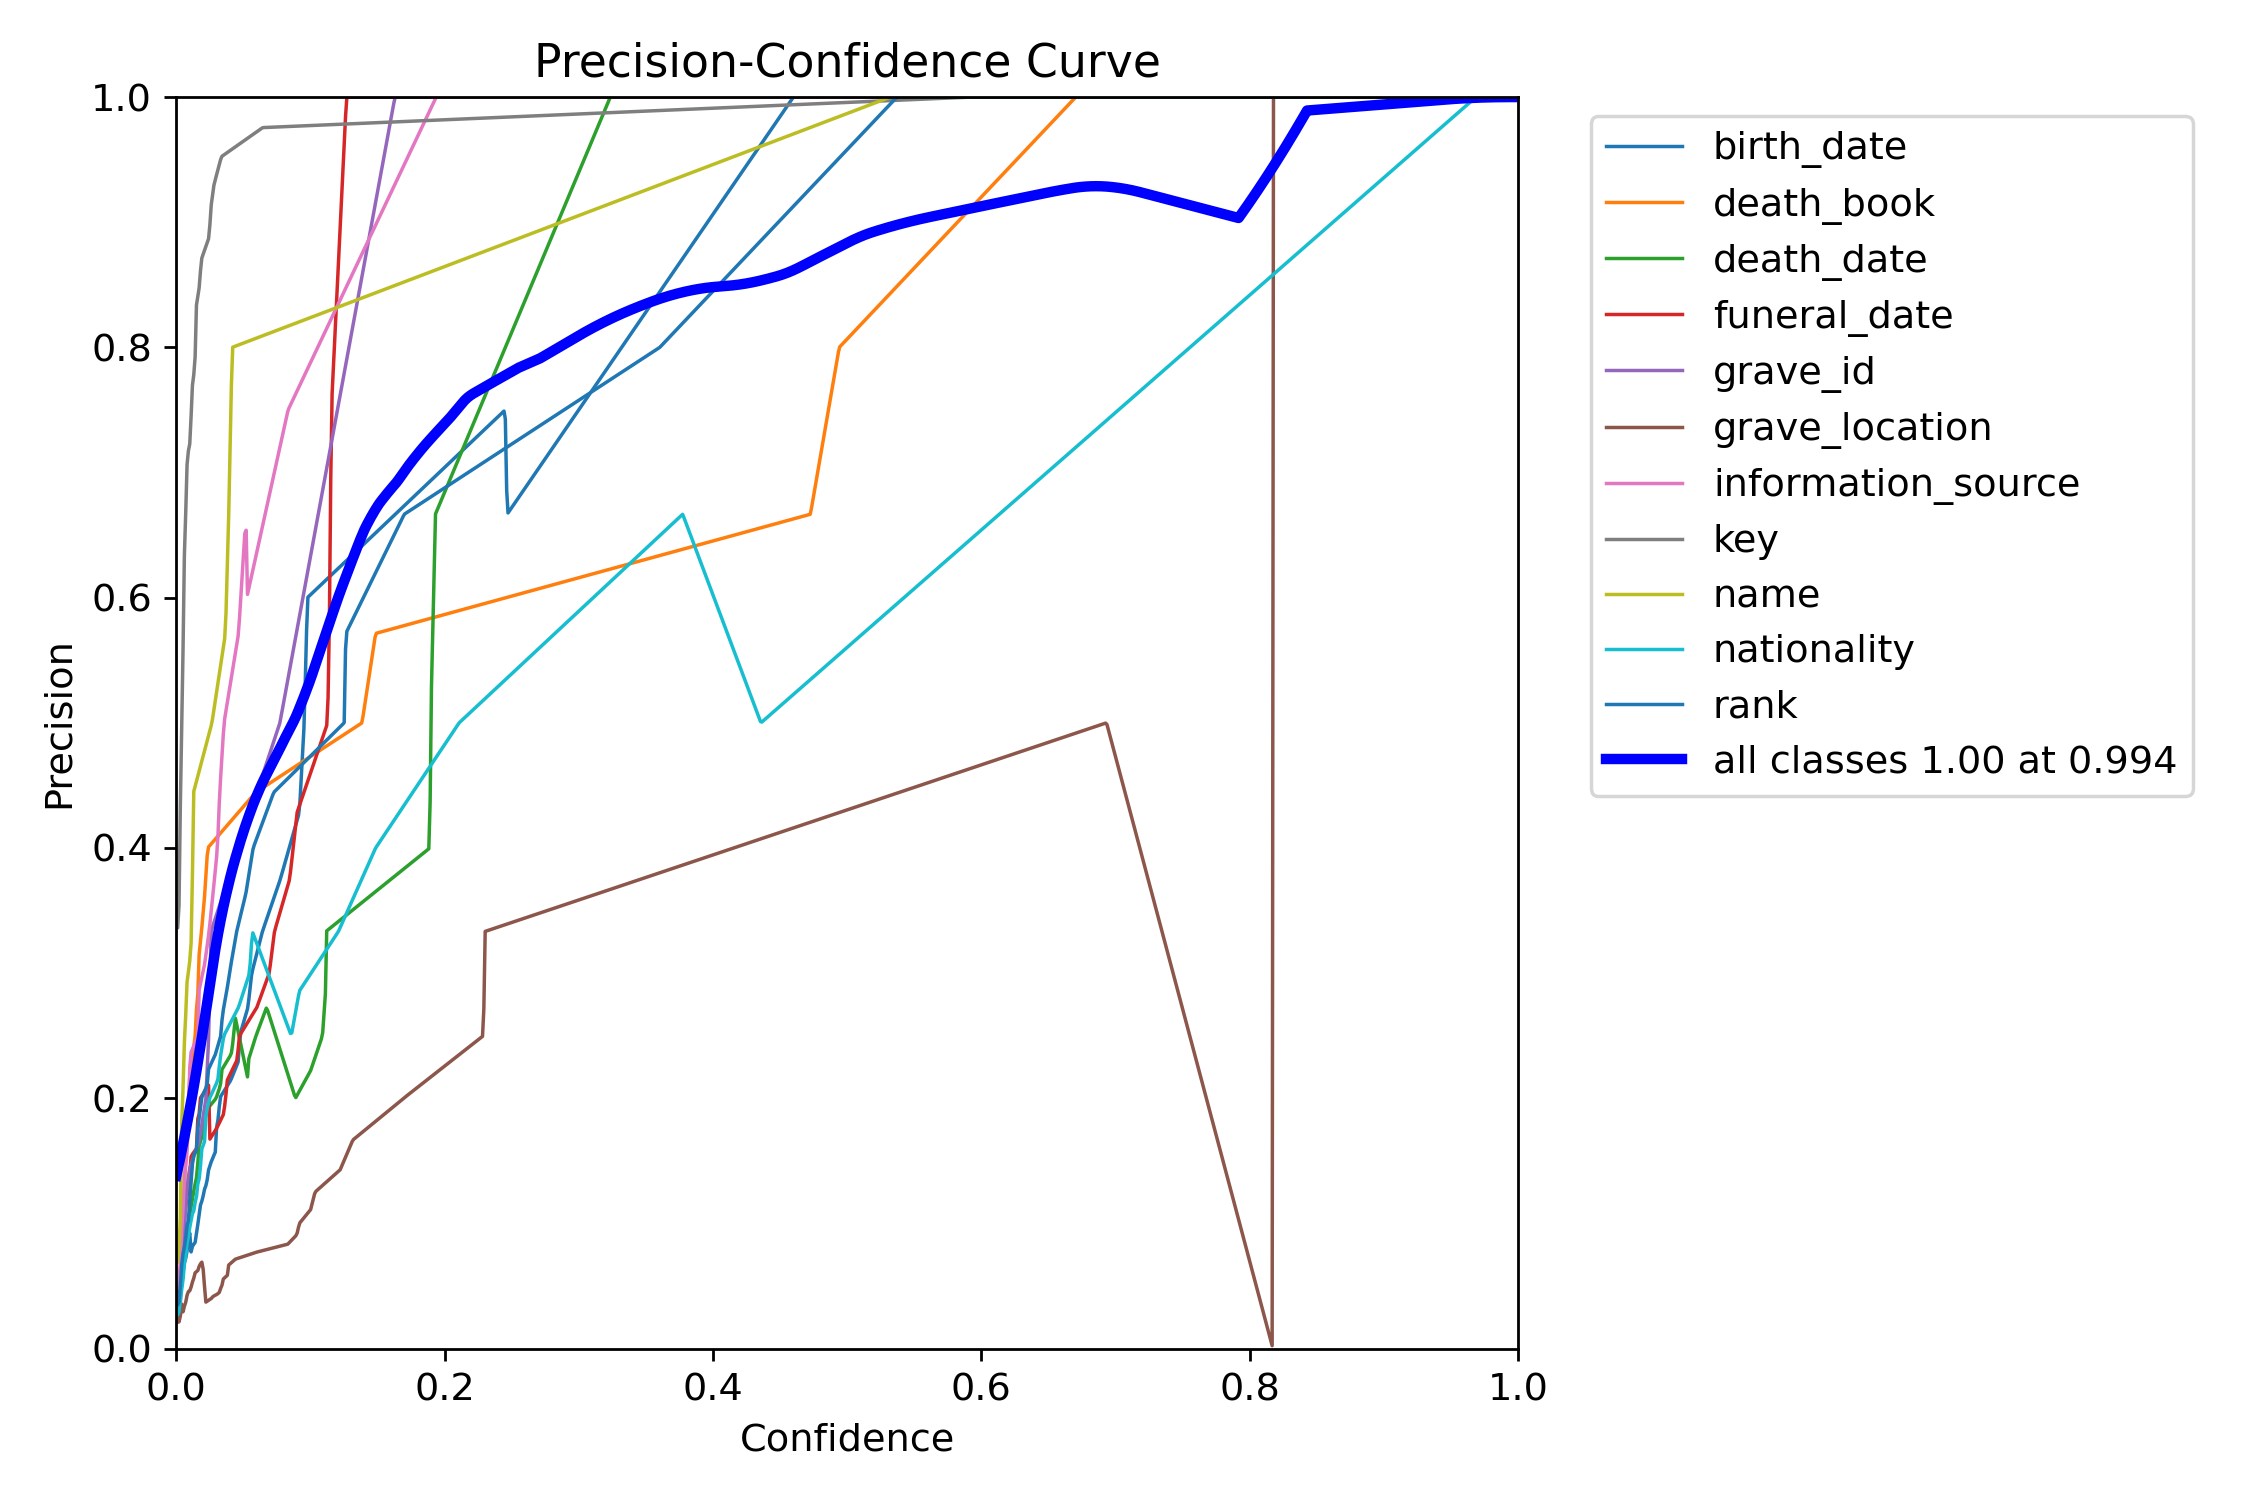 Precision-Confidence Curve
1.0
0.8
0.6
0.4
0.2
0.0
Precision
0.0 0.2 0.4 0.6 0.8 1.0
Confidence
birth_date
death_book
death_date
funeral_date
grave_id
grave_location
information_source
key
name
nationality
rank
all classes 1.00 at 0.994